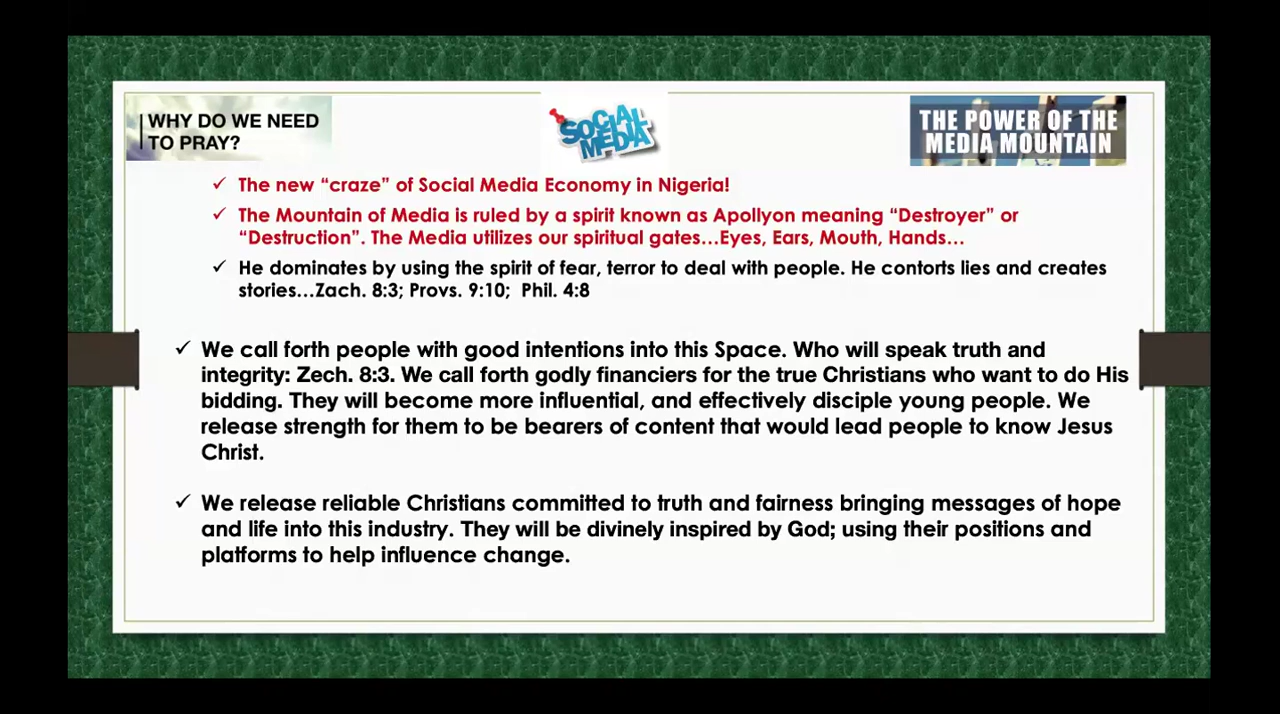 WHY DO WE NEED
TO PRAY?
SOCIAL
MEDIA
THE POWER OF THE
MEDIA MOUNTAIN
✓ The new “craze” of Social Media Economy in Nigeria!
✓ The Mountain of Media is ruled by a spirit known as Apollyon meaning “Destroyer” or
“Destruction”. The Media utilizes our spiritual gates…Eyes, Ears, Mouth, Hands…
✓ He dominates by using the spirit of fear, terror to deal with people. He contorts lies and creates
stories…Zach. 8:3; Provs. 9:10; Phil. 4:8
✓ We call forth people with good intentions into this Space. Who will speak truth and
integrity: Zech. 8:3. We call forth godly financiers for the true Christians who want to do His
bidding. They will become more influential, and effectively disciple young people. We
release strength for them to be bearers of content that would lead people to know Jesus
Christ.
✓ We release reliable Christians committed to truth and fairness bringing messages of hope
and life into this industry. They will be divinely inspired by God; using their positions and
platforms to help influence change.